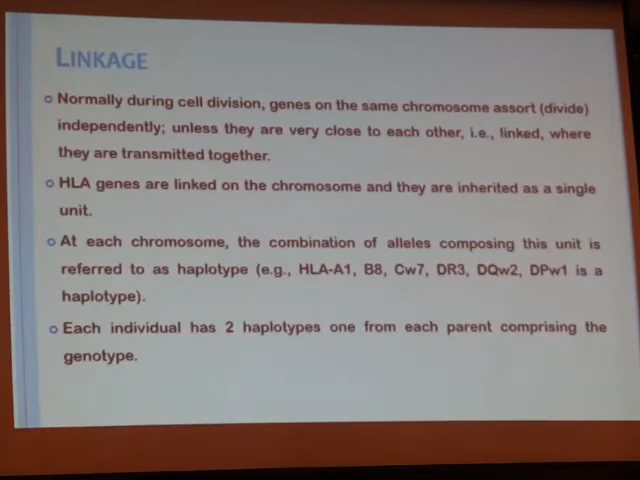 LINKAGE
Normally during cell division, genes on the same chromosome assort (divide)
independently; unless they are very close to each other, i.e., linked, where
they are transmitted together.
HLA genes are linked on the chromosome and they are inherited as a single
unit.
At each chromosome, the combination of alleles composing this unit is
referred to as haplotype (e.g., HLA-A1, B8, Cw7, DR3, DQw2, DPw1 is a
haplotype).
Each individual has 2 haplotypes one from each parent comprising the
genotype.